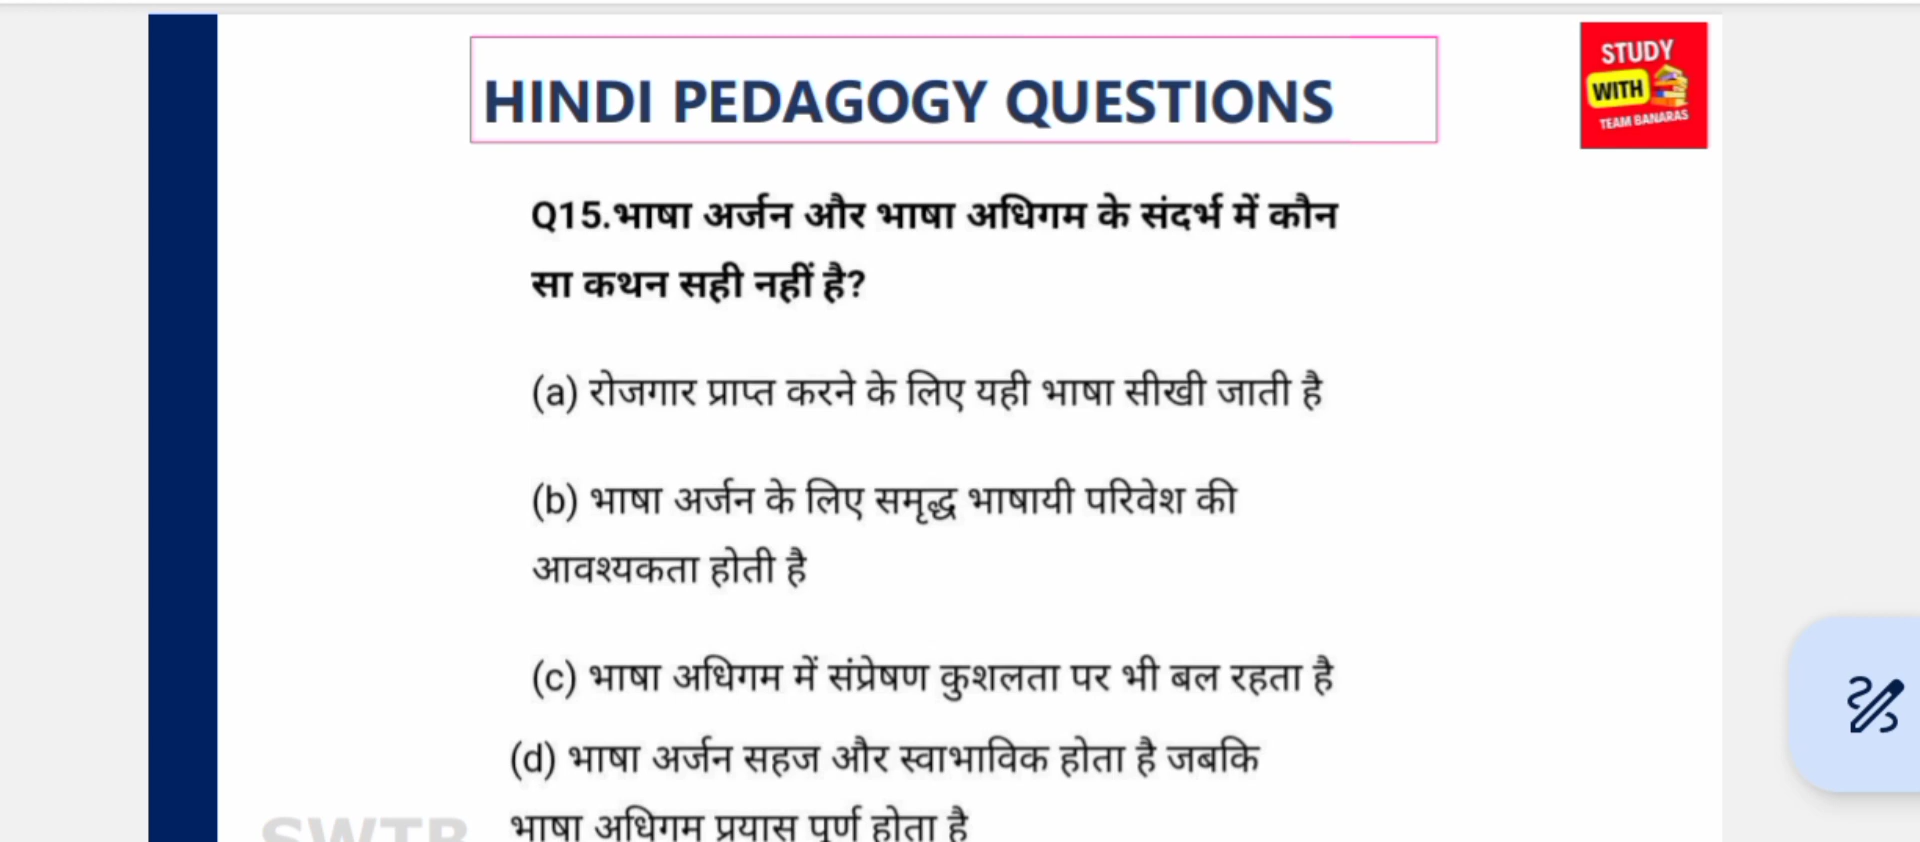 HINDI PEDAGOGY QUESTIONS
STUDY
WITH
TEAM BANARAS
Q15.भाषा अर्जन और भाषा अधिगम के संदर्भ में कौन
सा कथन सही नहीं है?
(a) रोजगार प्राप्त करने के लिए यही भाषा सीखी जाती है
(b) भाषा अर्जन के लिए समृद्ध भाषायी परिवेश की
आवश्यकता होती है
(c) भाषा अधिगम में संप्रेषण कुशलता पर भी बल रहता है
(d) भाषा अर्जन सहज और स्वाभाविक होता है जबकि
भाषा अधिगम प्रयास पूर्ण होता है
SWTB